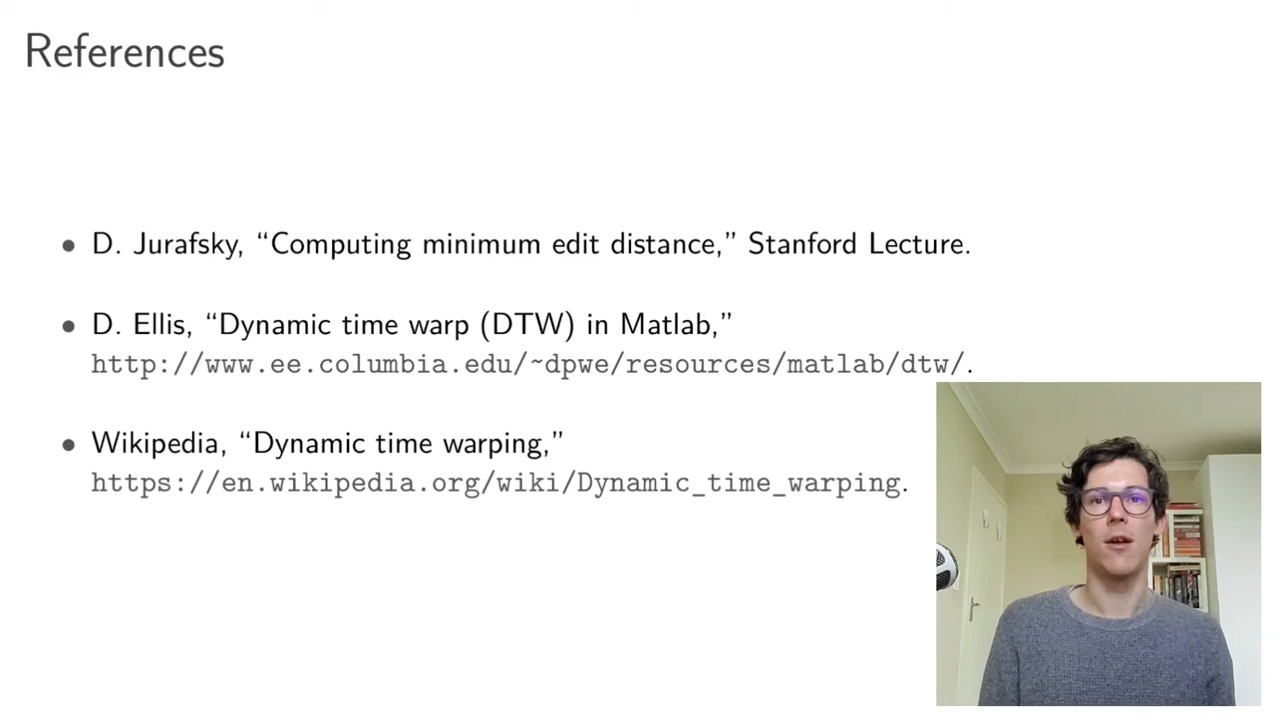 References
• D. Jurafsky, “Computing minimum edit distance,” Stanford Lecture.
• D. Ellis, “Dynamic time warp (DTW) in Matlab,”
http://www.ee.columbia.edu/~dpwe/resources/matlab/dtw/.
• Wikipedia, “Dynamic time warping,”
https://en.wikipedia.org/wiki/Dynamic_time_warping.